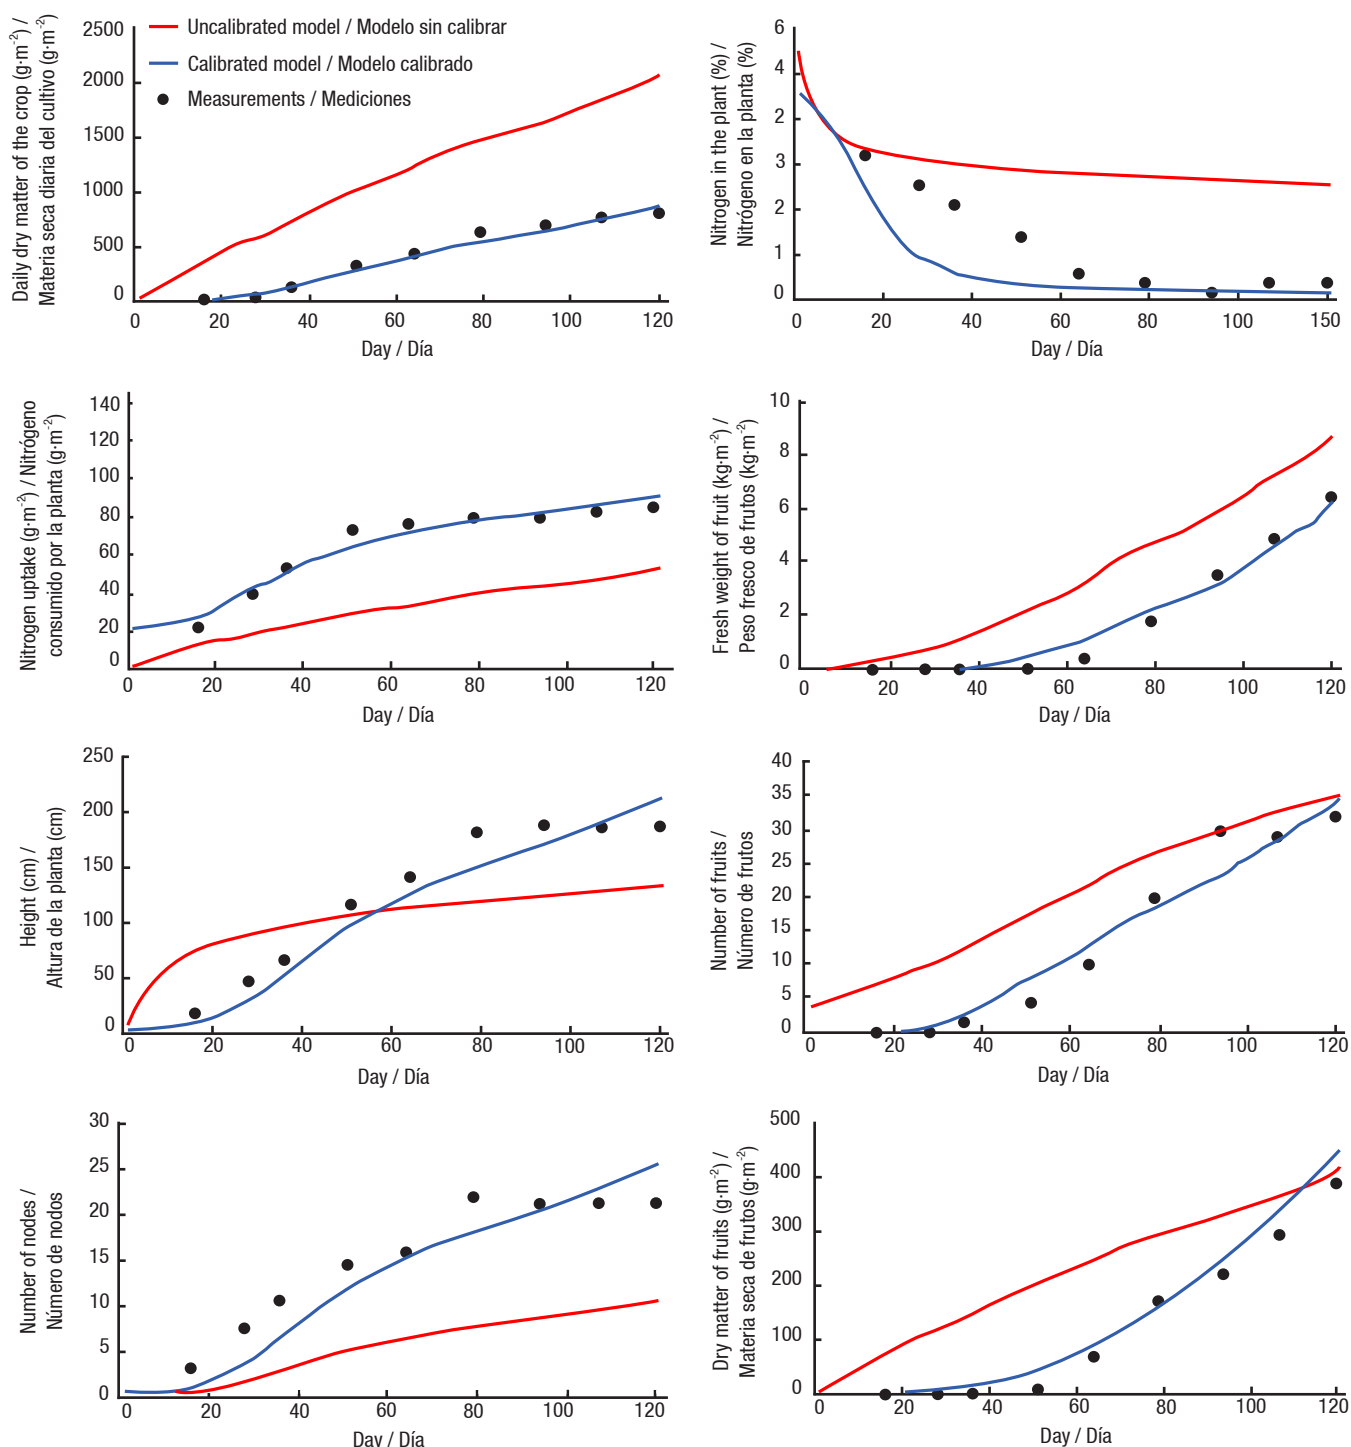 Daily dry matter of the crop (g·m-2) /
Materia seca diaria del cultivo (g·m-2)
2500
2000
1500
1000
500
0
Uncalibrated model / Modelo sin calibrar
Calibrated model / Modelo calibrado
Measurements / Mediciones
0 20 40 60 80 100 120
Day / Día
Nitrogen in the plant (%) /
Nitrógeno en la planta (%)
6
4
2
3
2
1
0
0 20 40 60 80 100 150
Day / Día
Nitrogen uptake (g·m-2) / Nitrógeno
consumido por la planta (g·m-2)
140
120
100
80
60
40
20
0
0 20 40 60 80 100 120
Day / Día
Fresh weight of fruit (kg·m-2) /
Peso fresco de frutos (kg·m-2)
10
8
6
4
2
0
0 20 40 60 80 100 120
Day / Día
Height (cm) /
Altura de la planta (cm)
250
200
150
100
50
0
0 20 40 60 80 100 120
Day / Día
Number of fruits /
Número de frutos
40
35
30
20
10
5
0
0 20 40 60 80 100 120
Day / Día
Number of nodes /
Número de nodos
30
25
20
15
10
5
0
0 20 40 60 80 100 120
Day / Día
Dry matter of fruits (g·m-2) /
Materia seca de frutos (g·m-2)
500
400
300
200
100
0
0 20 40 60 80 100 120
Day / Día